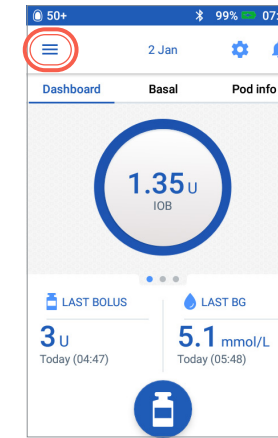 50+ 99% 07:
2 Jan
Dashboard Basal Pod info
1.35 U
IOB
LAST BOLUS LAST BG
3 U 5.1 mmol/L
Today (04:47) Today (05:48)